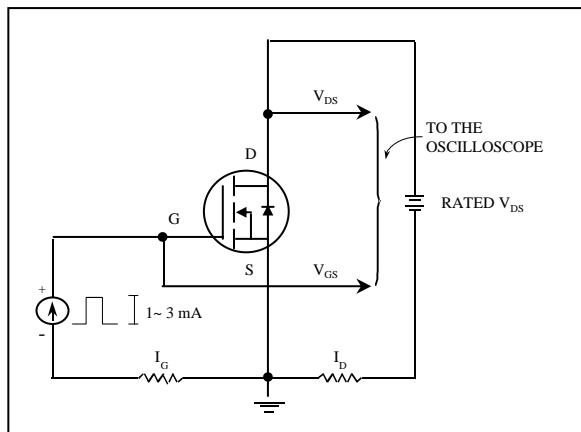 V_DS
TO THE
OSCILLOSCOPE
D
RATED V_DS
G
S
V_GS
+
1~ 3 mA
-
I_G
I_D